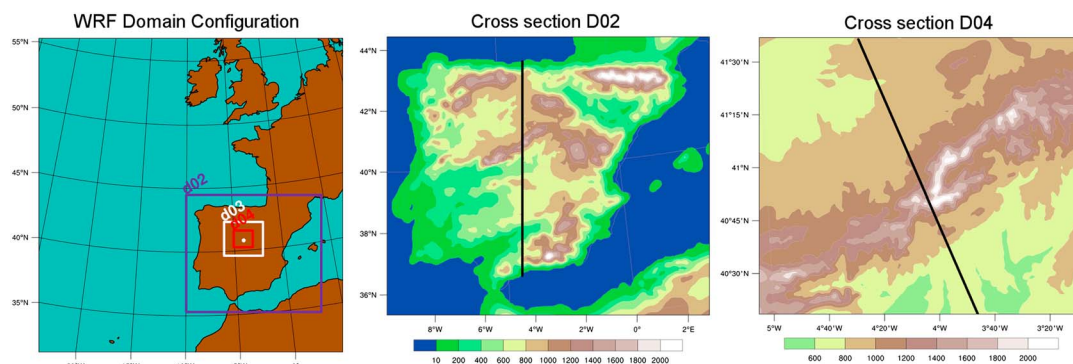 WRF Domain Configuration
55°N
50°N
45°N
40°N
35°N
d02
d03
d04
Cross section D02
44°N
42°N
40°N
38°N
36°N
8°W 6°W 4°W 2°W 0° 2°E
10 200 400 600 800 1000 1200 1400 1600 1800 2000
Cross section D04
41°30'N
41°15'N
41°N
40°45'N
40°30'N
5°W 4°40'W 4°20'W 4°W 3°40'W 3°20'W
600 800 1000 1200 1400 1600 1800 2000